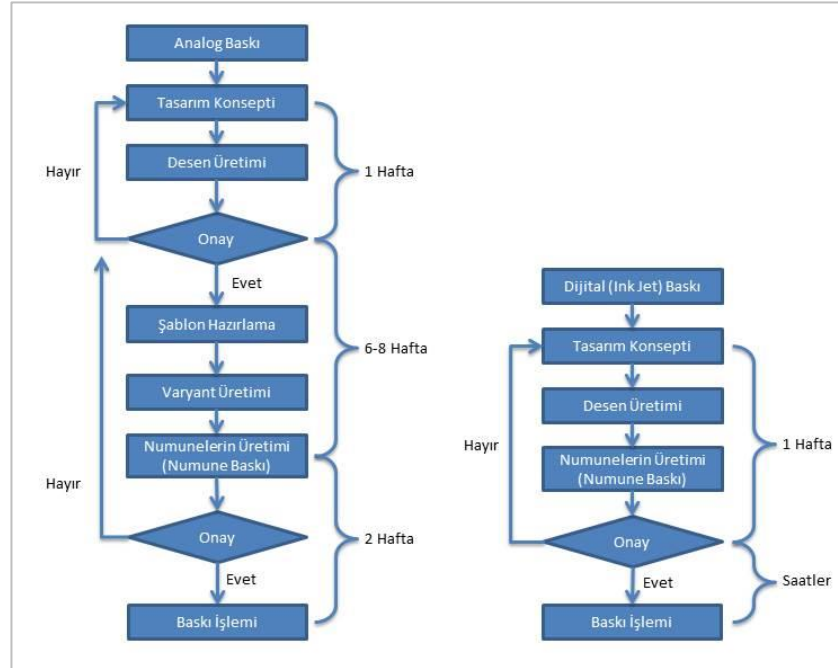 Analog Baskı
Tasarım Konsepti
Desen Üretimi
Hayır
1 Hafta
Onay
Evet
Şablon Hazırlama
6-8 Hafta
Varyant Üretimi
Numunelerin Üretimi
(Numune Baskı)
Hayır
Onay
2 Hafta
Evet
Baskı İşlemi
Dijital (Ink Jet) Baskı
Tasarım Konsepti
Desen Üretimi
Hayır
1 Hafta
Numunelerin Üretimi
(Numune Baskı)
Onay
Evet
Saatler
Baskı İşlemi